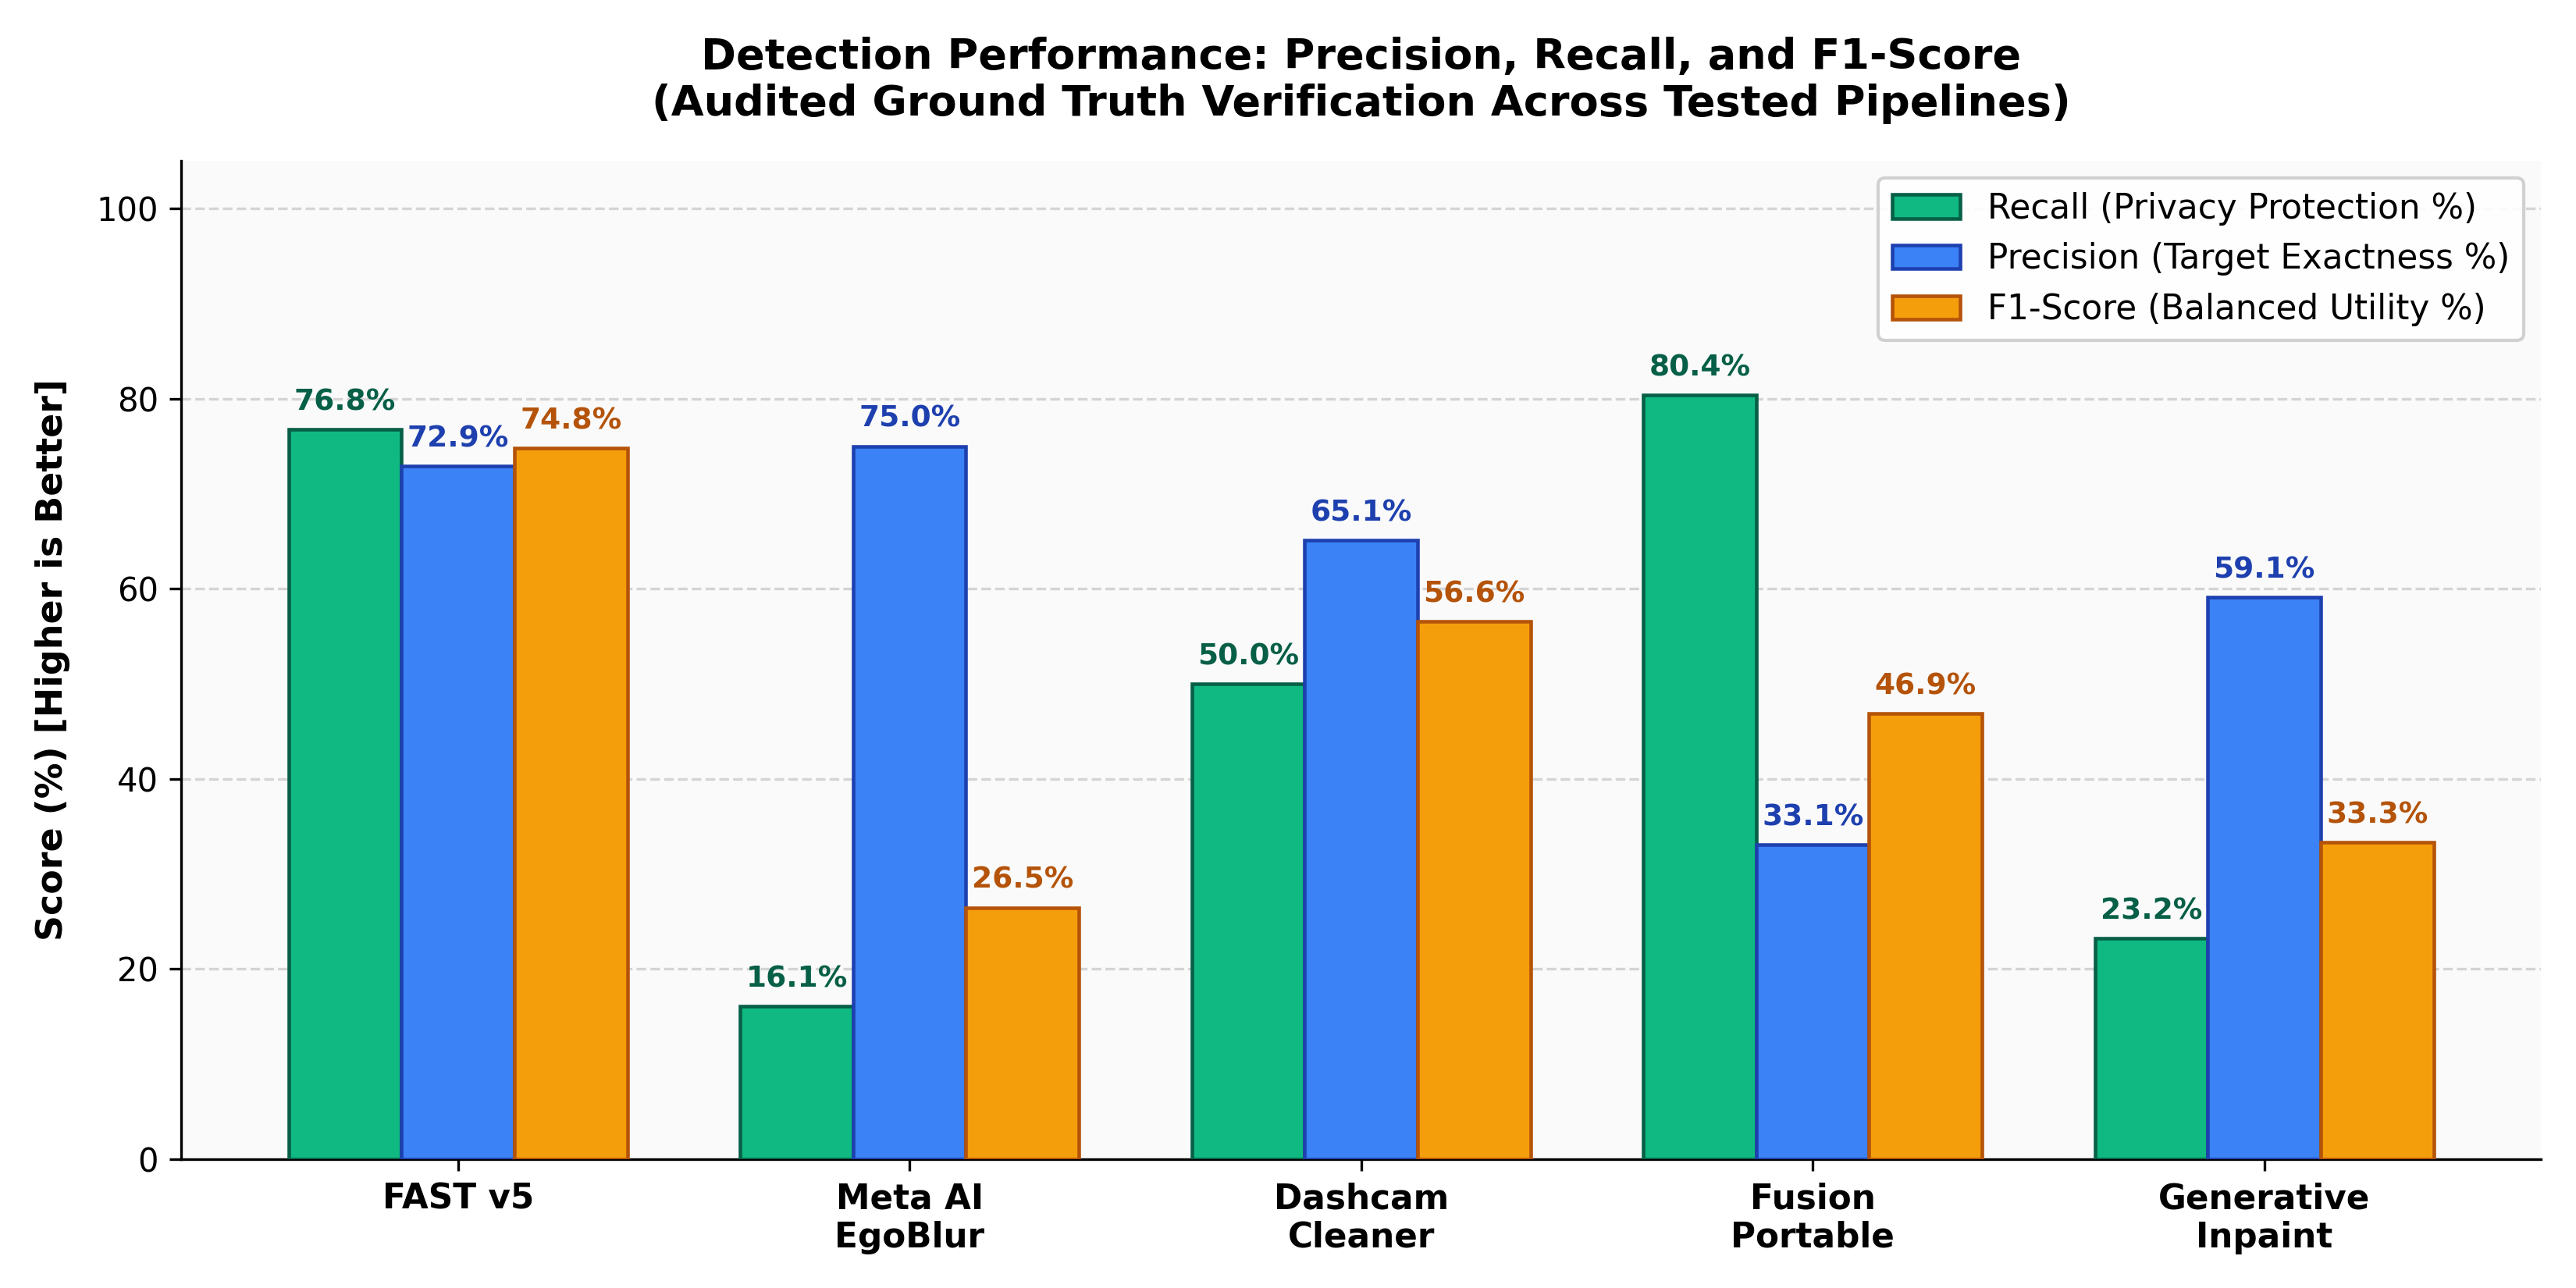 Detection Performance: Precision, Recall, and F1-Score
(Audited Ground Truth Verification Across Tested Pipelines)
Recall (Privacy Protection %)
Precision (Target Exactness %)
F1-Score (Balanced Utility %)
Score (%) [Higher is Better]
100
80
60
40
20
0
76.8%
72.9%
74.8%
16.1%
75.0%
26.5%
50.0%
65.1%
56.6%
80.4%
33.1%
46.9%
23.2%
59.1%
33.3%
FAST v5
Meta AI
EgoBlur
Dashcam
Cleaner
Fusion
Portable
Generative
Inpaint